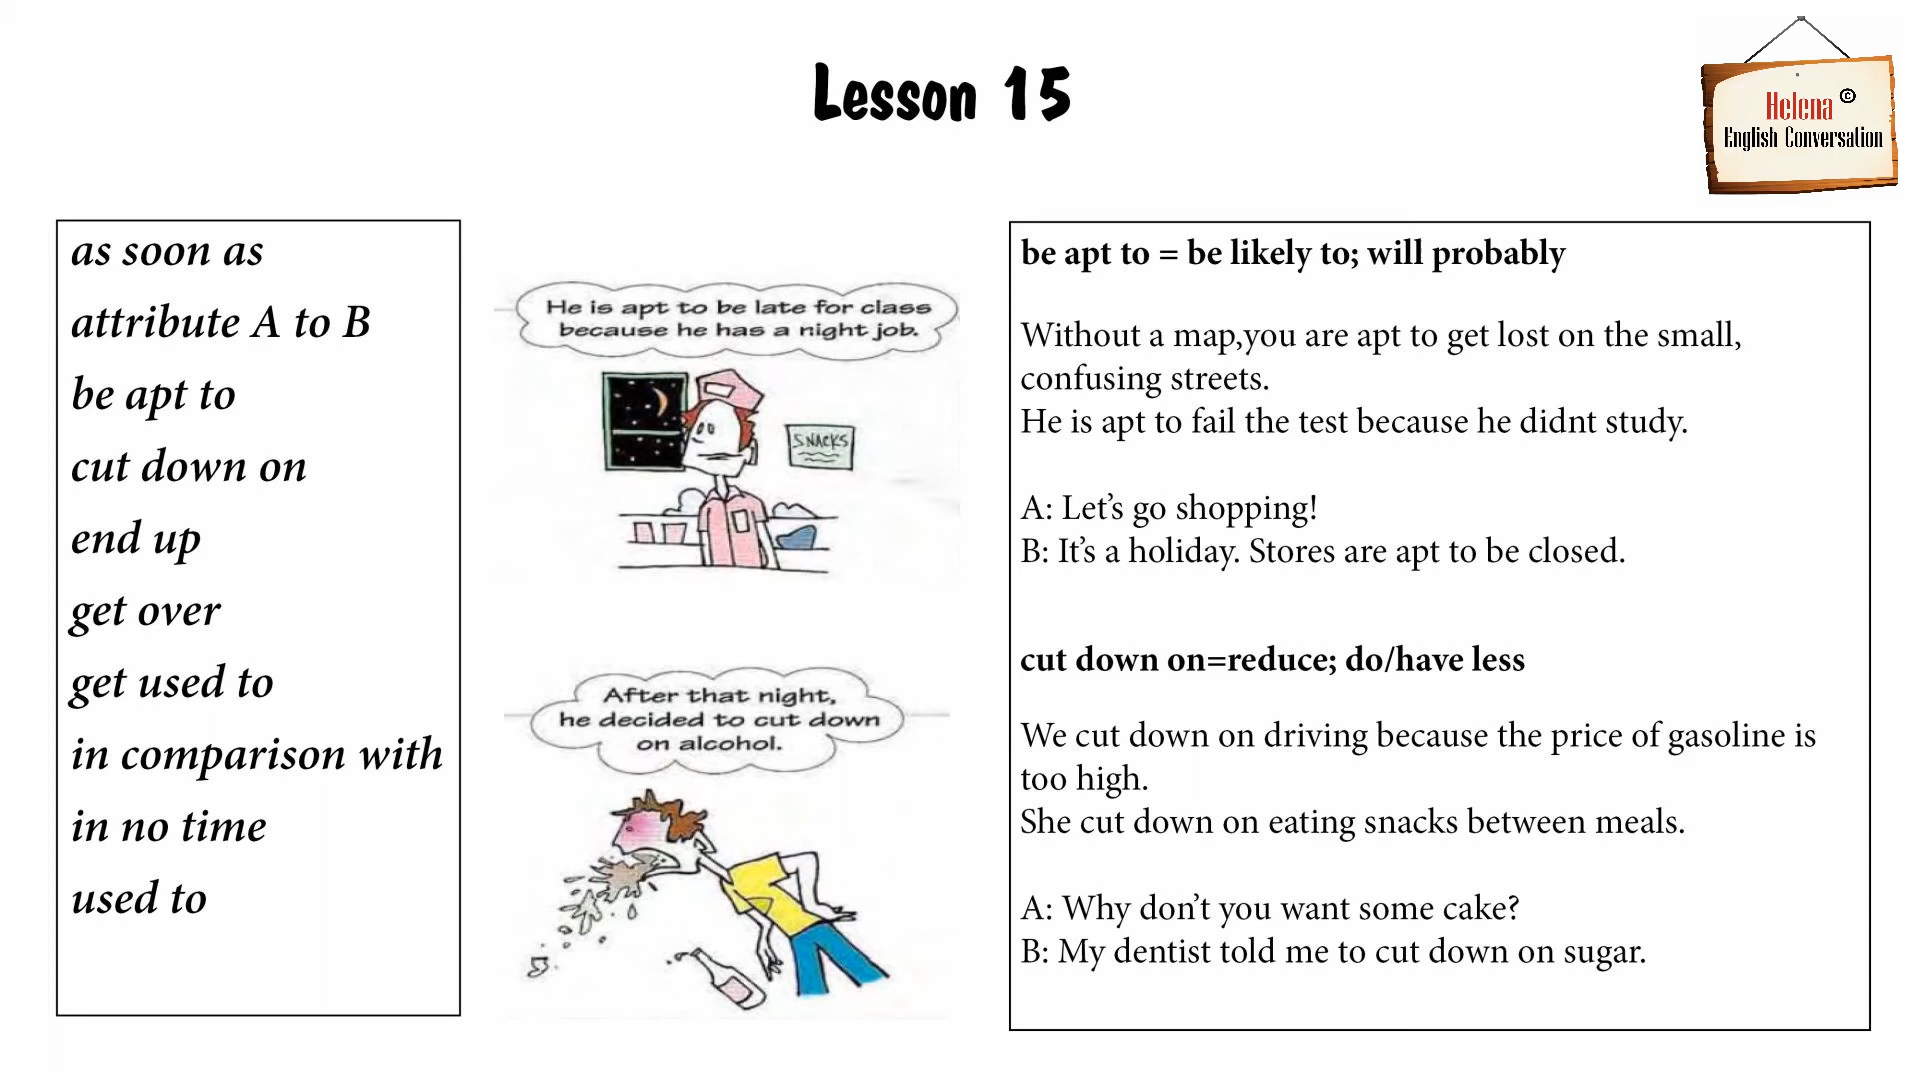 Lesson 15
Helena ©
English Conversation
as soon as
attribute A to B
be apt to
cut down on
end up
get over
get used to
in comparison with
in no time
used to
He is apt to be late for class
because he has a night job.
SNACKS
After that night,
he decided to cut down
on alcohol.
be apt to = be likely to; will probably
Without a map,you are apt to get lost on the small,
confusing streets.
He is apt to fail the test because he didnt study.
A: Let’s go shopping!
B: It’s a holiday. Stores are apt to be closed.
cut down on=reduce; do/have less
We cut down on driving because the price of gasoline is
too high.
She cut down on eating snacks between meals.
A: Why don’t you want some cake?
B: My dentist told me to cut down on sugar.